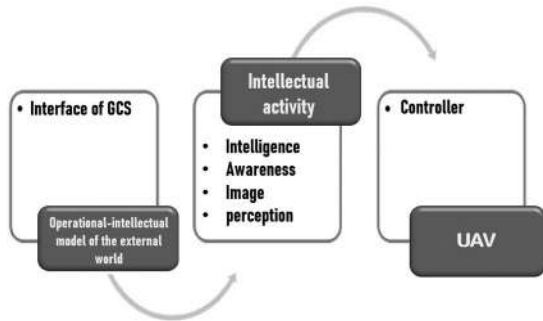 • Interface of GCS
Operational-intellectual
model of the external
world
Intellectual
activity
• Intelligence
• Awareness
• Image
• perception
• Controller
UAV